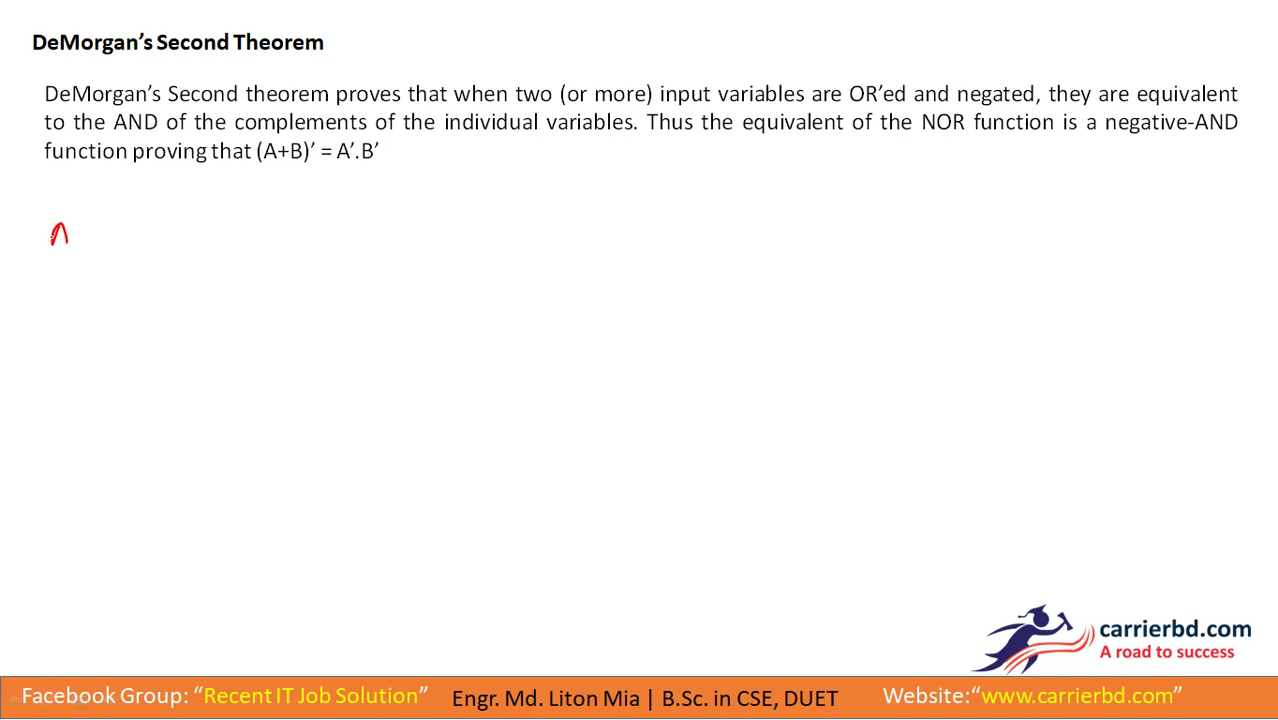 DeMorgan’s Second Theorem
DeMorgan’s Second theorem proves that when two (or more) input variables are OR’ed and negated, they are equivalent
to the AND of the complements of the individual variables. Thus the equivalent of the NOR function is a negative-AND
function proving that (A+B)’ = A’.B’
carrierbd.com
A road to success
Facebook Group: “Recent IT Job Solution” Engr. Md. Liton Mia | B.Sc. in CSE, DUET Website:“www.carrierbd.com”